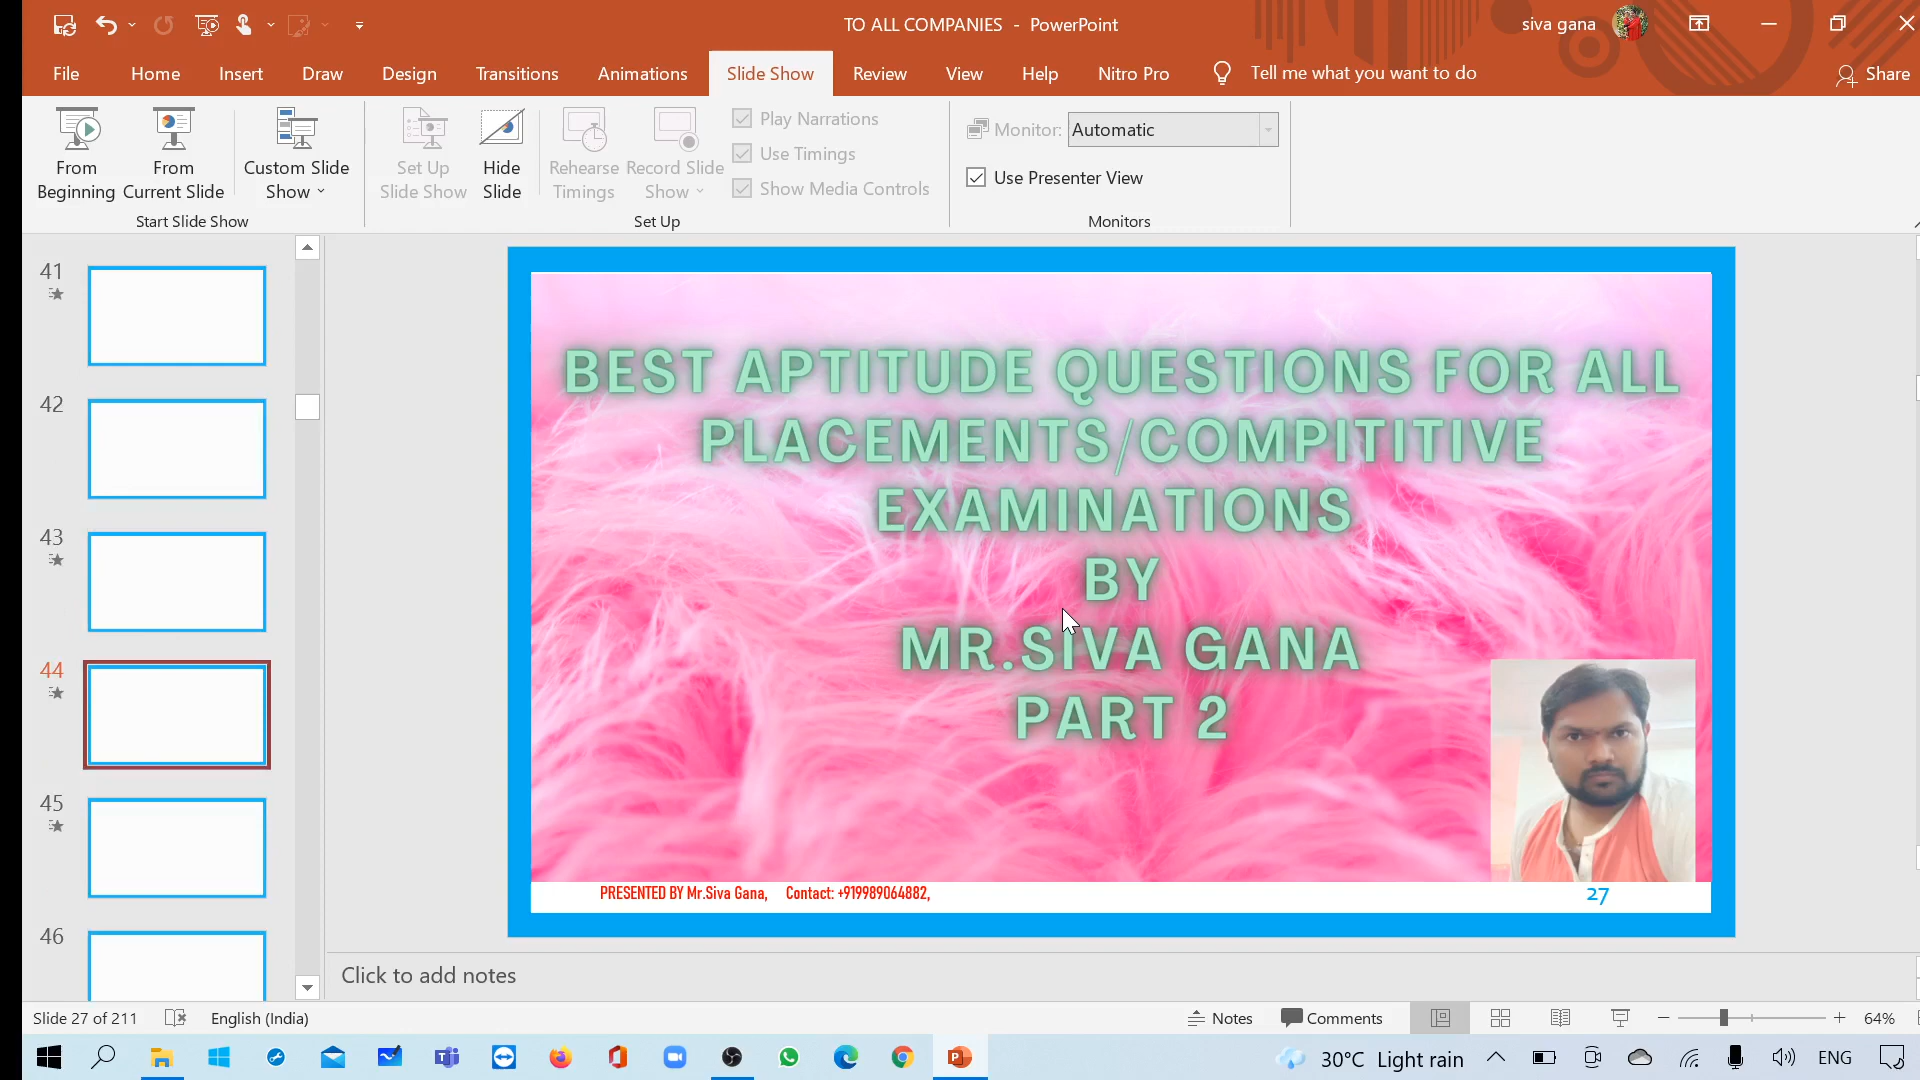 TO ALL COMPANIES - PowerPoint
siva gana
File Home Insert Draw Design Transitions Animations Slide Show Review View Help Nitro Pro Tell me what you want to do Share
From Beginning
From Current Slide
Custom Slide Show
Start Slide Show
Set Up Slide Show
Hide Slide
Rehearse Timings
Record Slide Show
Play Narrations
Use Timings
Show Media Controls
Set Up
Monitor: Automatic
Use Presenter View
Monitors
41
42
43
44
45
46
BEST APTITUDE QUESTIONS FOR ALL
PLACEMENTS/COMPITITIVE
EXAMINATIONS
BY
MR.SIVA GANA
PART 2
PRESENTED BY Mr.Siva Gana, Contact: +919989064882,
27
Click to add notes
Slide 27 of 211 English (India) Notes Comments 64%
30°C Light rain ENG